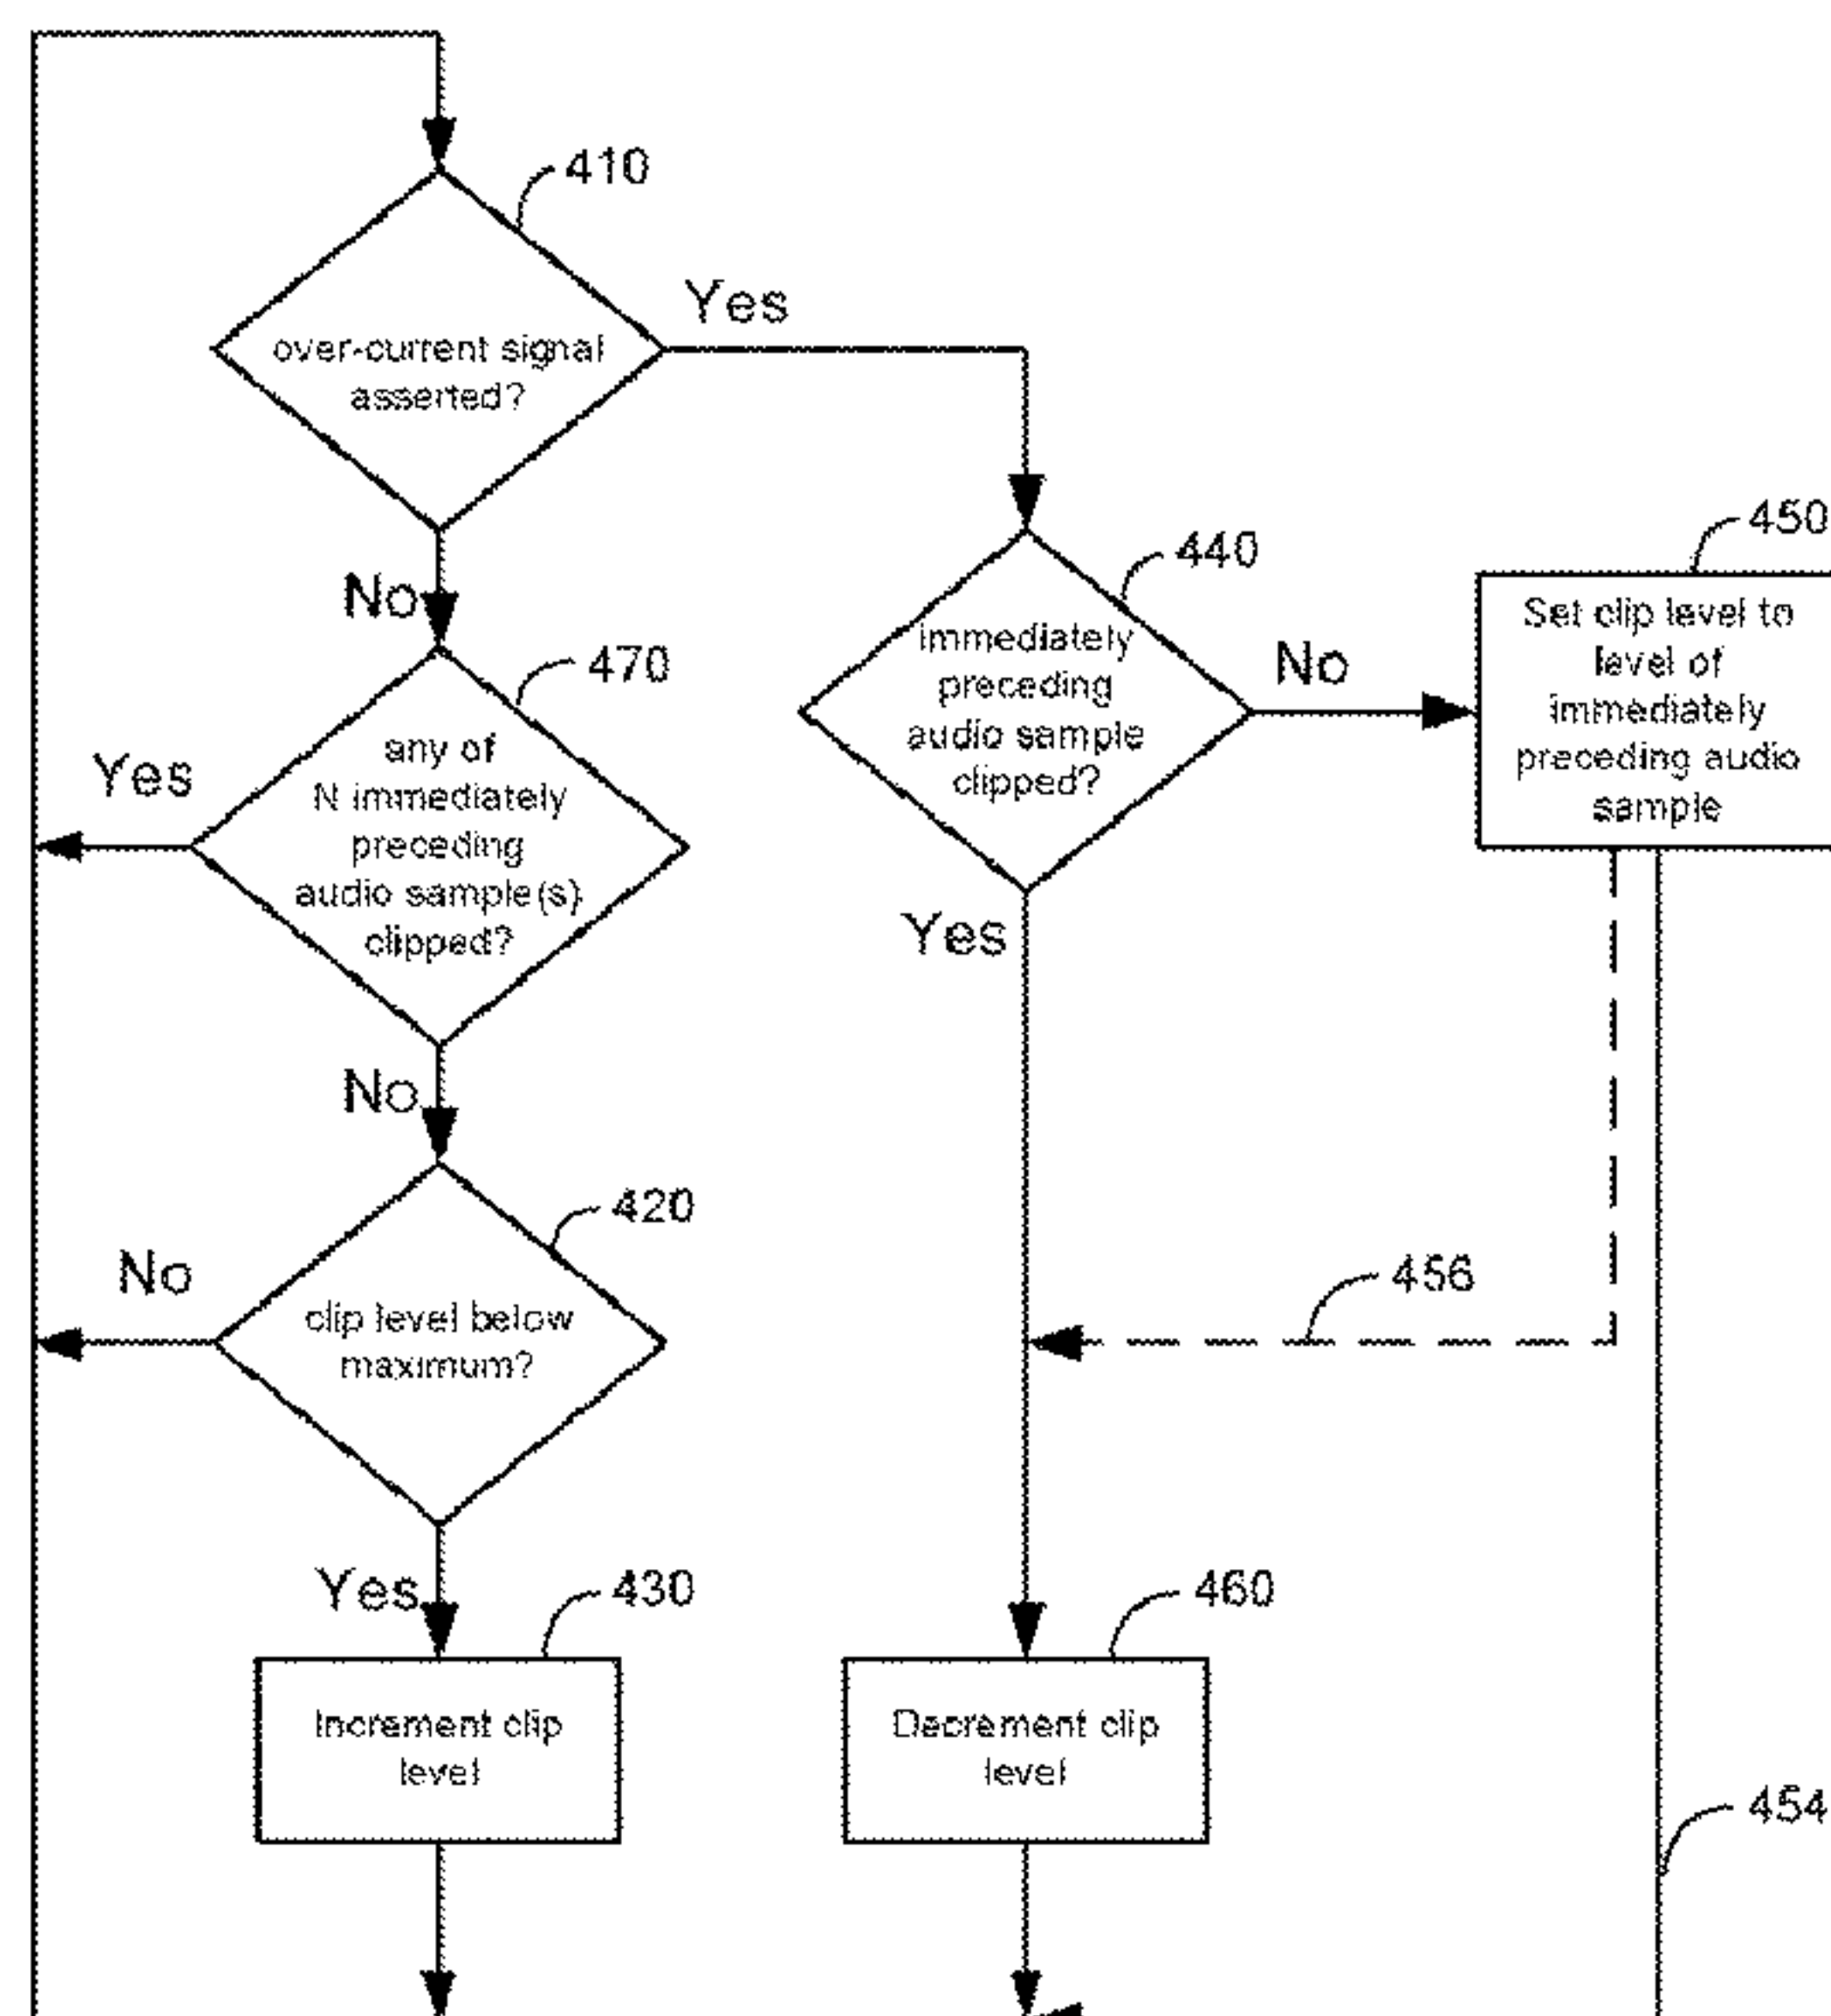 410
over-current signal
asserted?
Yes
No
470
any of
N immediately
preceding
audio sample(s)
clipped?
Yes
No
440
immediately
preceding
audio sample
clipped?
No
Yes
450
Set clip level to
level of
immediately
preceding audio
sample
420
clip level below
maximum?
No
Yes
456
430
Increment clip
level
460
Decrement clip
level
454